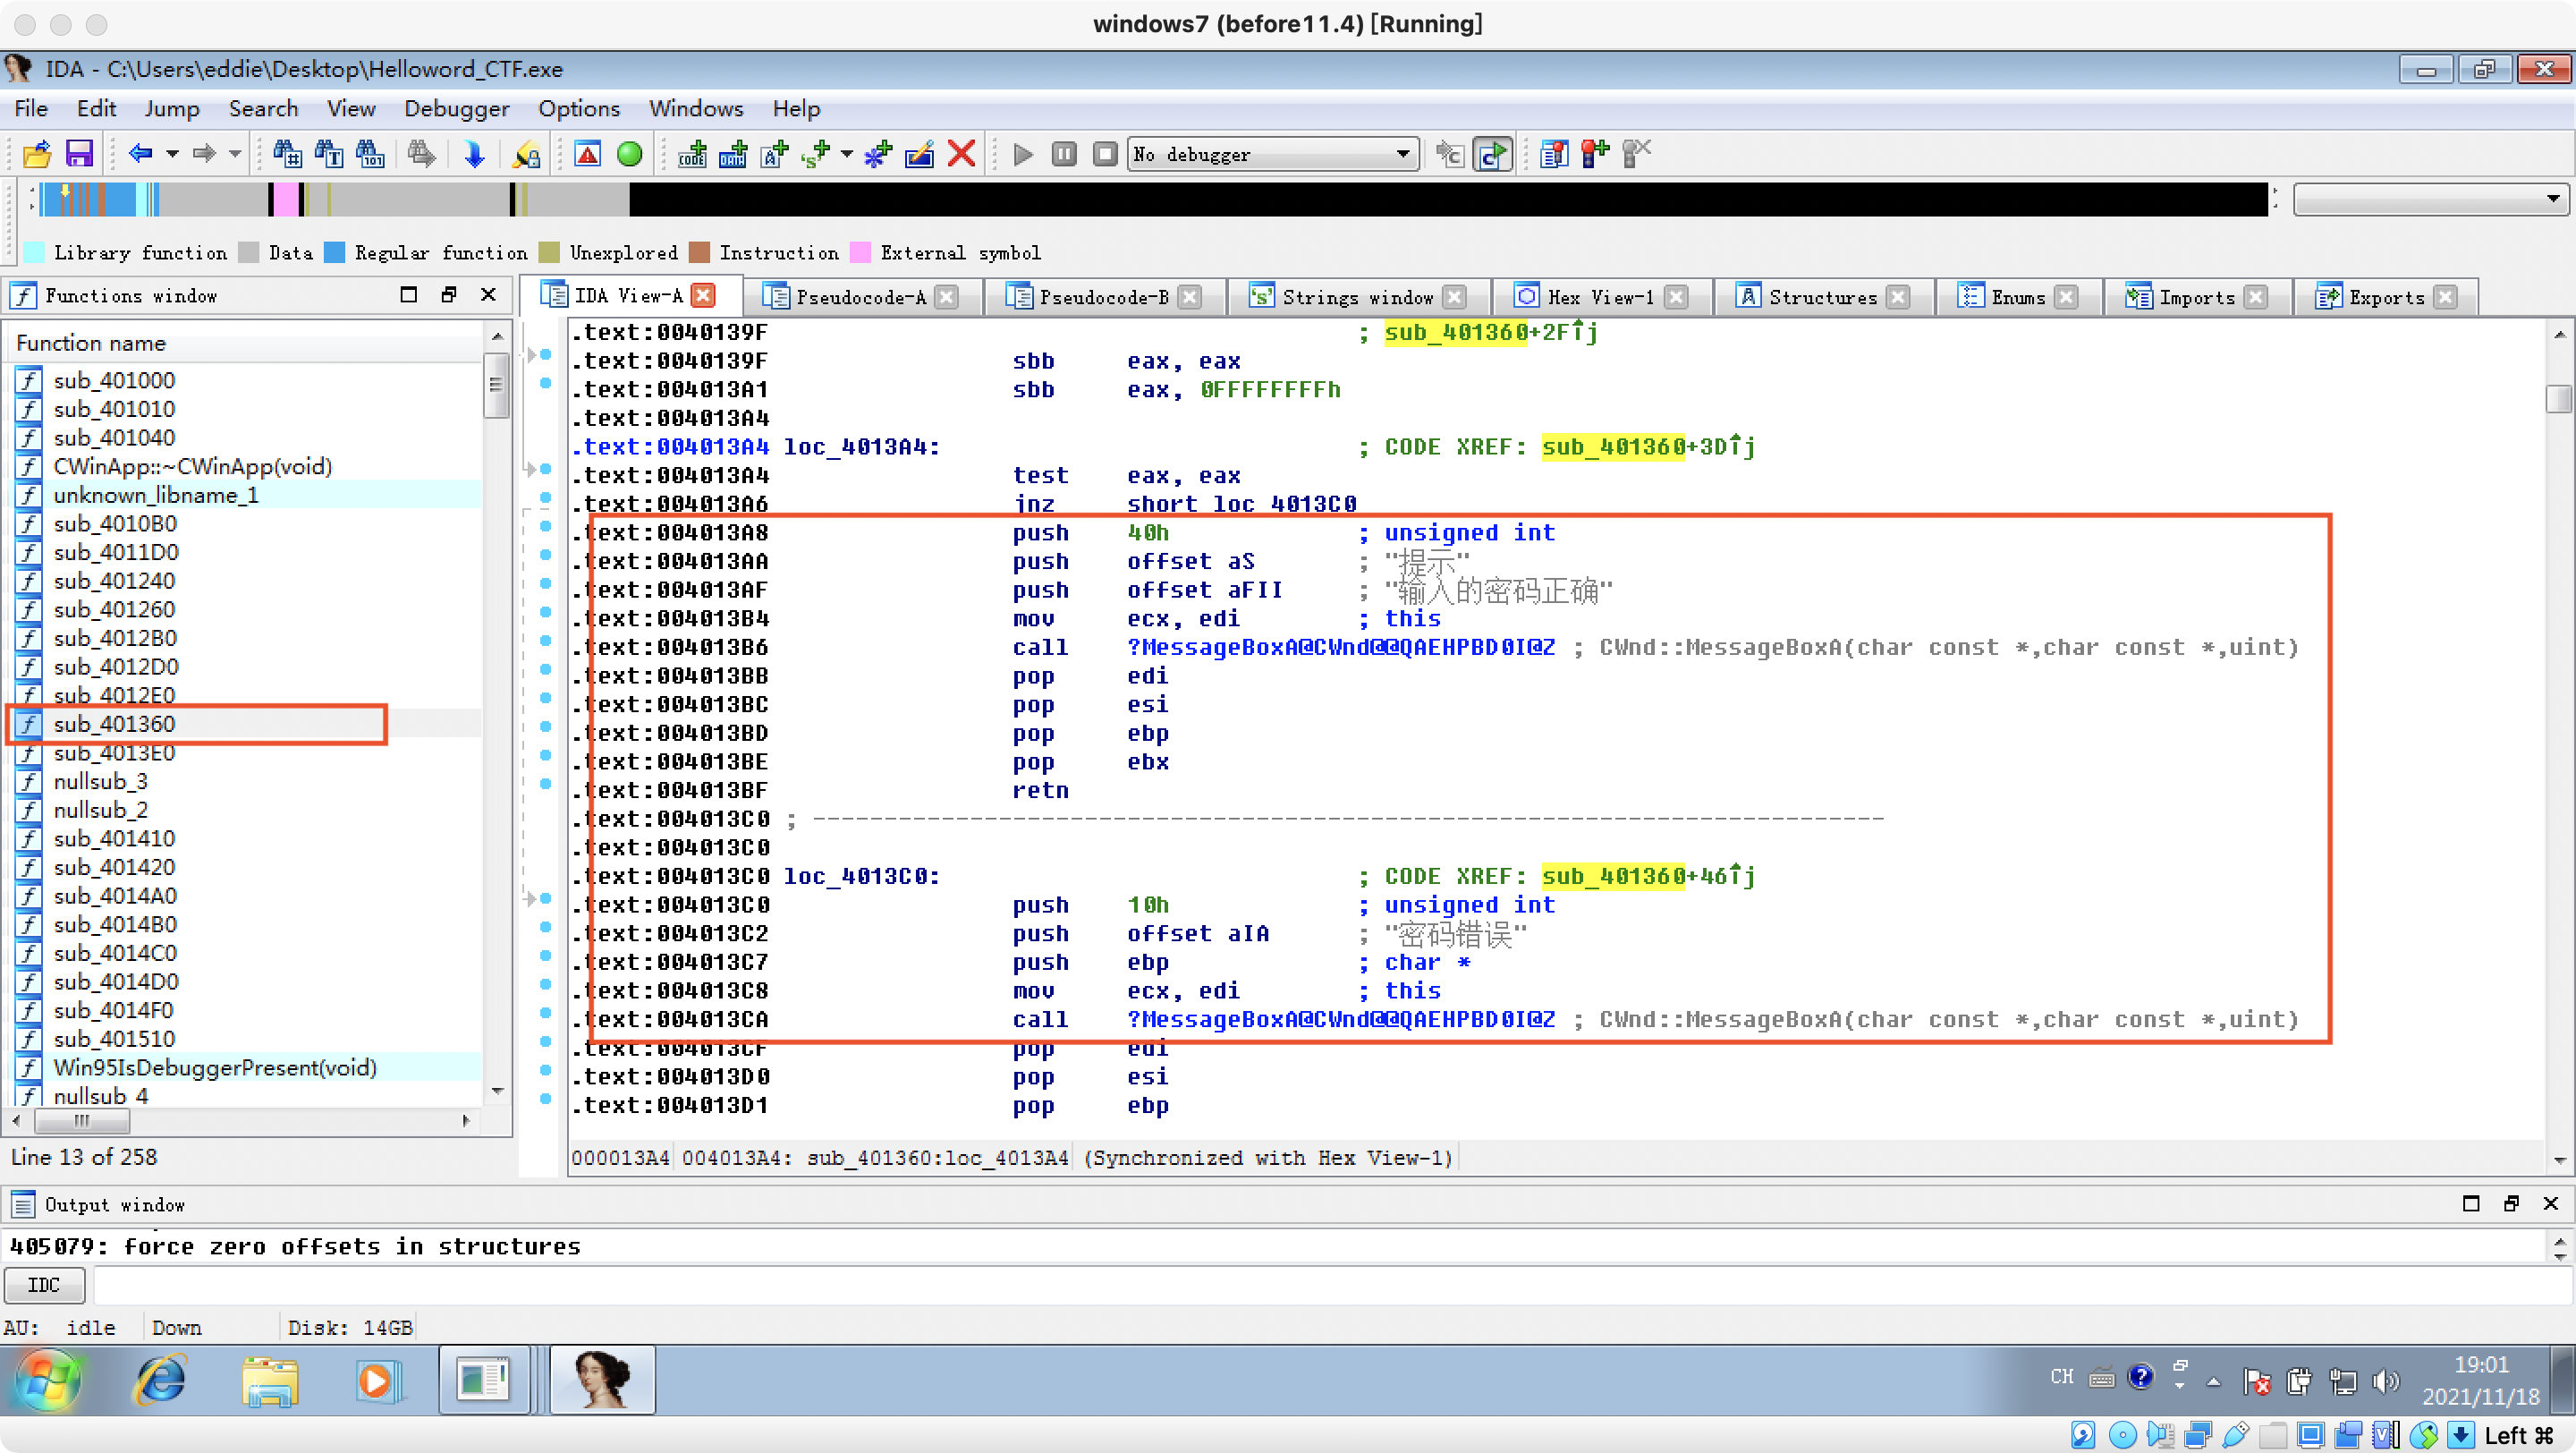 windows7 (before11.4) [Running]
IDA - C:\Users\eddie\Desktop\Helloword_CTF.exe
File Edit Jump Search View Debugger Options Windows Help
No debugger
Library function Data Regular function Unexplored Instruction External symbol
Functions window
IDA View-A Pseudocode-A Pseudocode-B Strings window Hex View-1 Structures Enums Imports Exports
Function name
sub_401000
sub_401010
sub_401040
CWinApp::~CWinApp(void)
unknown_libname_1
sub_4010B0
sub_4011D0
sub_401240
sub_401260
sub_4012B0
sub_4012D0
sub_4012E0
sub_401360
sub_4013E0
nullsub_3
nullsub_2
sub_401410
sub_401420
sub_4014A0
sub_4014B0
sub_4014C0
sub_4014D0
sub_4014F0
sub_401510
Win95IsDebuggerPresent(void)
nullsub_4
Line 13 of 258
.text:0040139F ; sub_401360+2F↑j
.text:0040139F sbb eax, eax
.text:004013A1 sbb eax, 0FFFFFFFFh
.text:004013A4
.text:004013A4 loc_4013A4: ; CODE XREF: sub_401360+3D↑j
.text:004013A4 test eax, eax
.text:004013A6 jnz short loc_4013C0
.text:004013A8 push 40h ; unsigned int
.text:004013AA push offset aS ; "提示"
.text:004013AF push offset aFII ; "输入的密码正确"
.text:004013B4 mov ecx, edi ; this
.text:004013B6 call ?MessageBoxA@CWnd@@QAEHPBD0I@Z ; CWnd::MessageBoxA(char const *,char const *,uint)
.text:004013BB pop edi
.text:004013BC pop esi
.text:004013BD pop ebp
.text:004013BE pop ebx
.text:004013BF retn
.text:004013C0 ; ---------------------------------------------------------------------------
.text:004013C0
.text:004013C0 loc_4013C0: ; CODE XREF: sub_401360+46↑j
.text:004013C0 push 10h ; unsigned int
.text:004013C2 push offset aIA ; "密码错误"
.text:004013C7 push ebp ; char *
.text:004013C8 mov ecx, edi ; this
.text:004013CA call ?MessageBoxA@CWnd@@QAEHPBD0I@Z ; CWnd::MessageBoxA(char const *,char const *,uint)
.text:004013CF pop edi
.text:004013D0 pop esi
.text:004013D1 pop ebp
000013A4 004013A4: sub_401360:loc_4013A4 (Synchronized with Hex View-1)
Output window
405079: force zero offsets in structures
IDC
AU: idle Down Disk: 14GB
CH
19:01
2021/11/18
Left ⌘